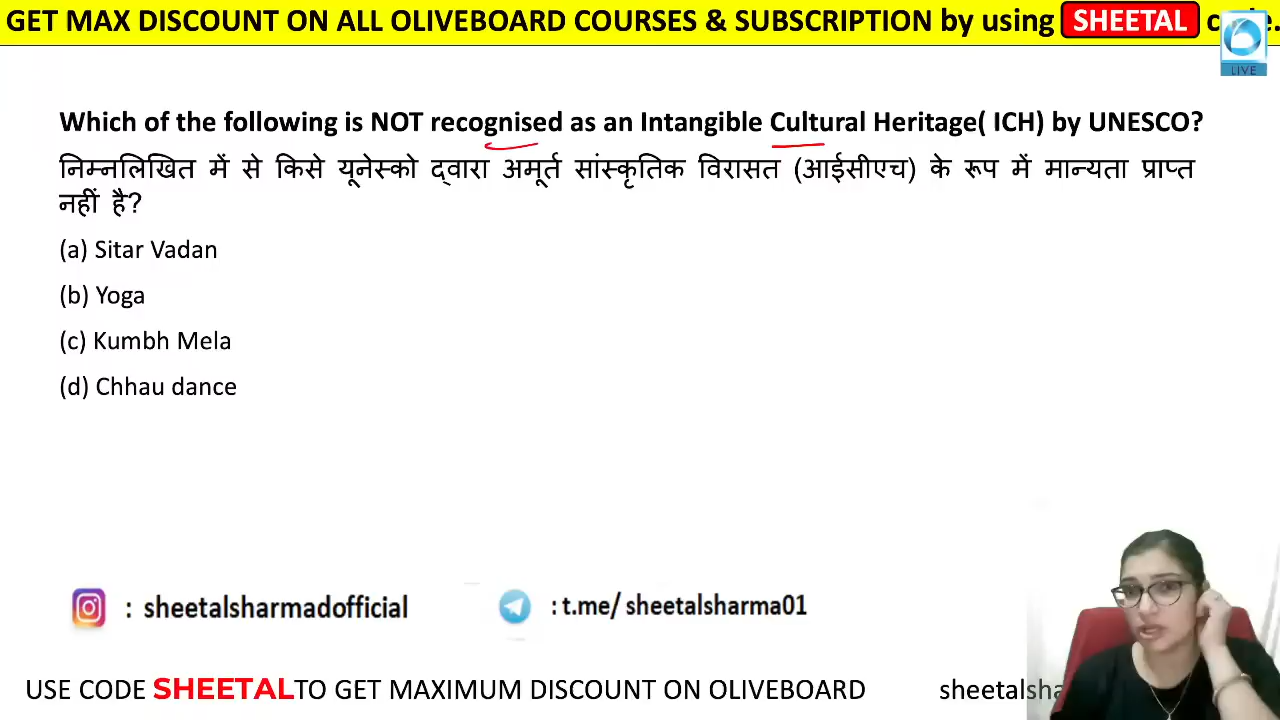 GET MAX DISCOUNT ON ALL OLIVEBOARD COURSES & SUBSCRIPTION by using SHEETAL
LIVE
Which of the following is NOT recognised as an Intangible Cultural Heritage( ICH) by UNESCO?
निम्नलिखित में से किसे यूनेस्को द्वारा अमूर्त सांस्कृतिक विरासत (आईसीएच) के रूप में मान्यता प्राप्त
नहीं है?
(a) Sitar Vadan
(b) Yoga
(c) Kumbh Mela
(d) Chhau dance
: sheetalsharmadofficial
: t.me/ sheetalsharma01
USE CODE SHEETALTO GET MAXIMUM DISCOUNT ON OLIVEBOARD